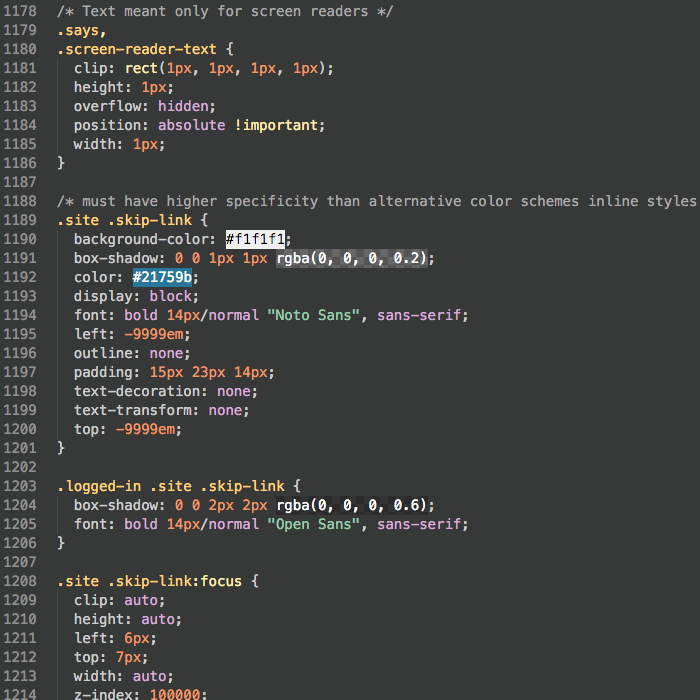 1178 /* Text meant only for screen readers */
1179 .says,
1180 .screen-reader-text {
1181 clip: rect(1px, 1px, 1px, 1px);
1182 height: 1px;
1183 overflow: hidden;
1184 position: absolute !important;
1185 width: 1px;
1186 }
1187
1188 /* must have higher specificity than alternative color schemes inline styles
1189 .site .skip-link {
1190 background-color: #f1f1f1;
1191 box-shadow: 0 0 1px 1px rgba(0, 0, 0, 0.2);
1192 color: #21759b;
1193 display: block;
1194 font: bold 14px/normal "Noto Sans", sans-serif;
1195 left: -9999em;
1196 outline: none;
1197 padding: 15px 23px 14px;
1198 text-decoration: none;
1199 text-transform: none;
1200 top: -9999em;
1201 }
1202
1203 .logged-in .site .skip-link {
1204 box-shadow: 0 0 2px 2px rgba(0, 0, 0, 0.6);
1205 font: bold 14px/normal "Open Sans", sans-serif;
1206 }
1207
1208 .site .skip-link:focus {
1209 clip: auto;
1210 height: auto;
1211 left: 6px;
1212 top: 7px;
1213 width: auto;
1214 z-index: 100000;